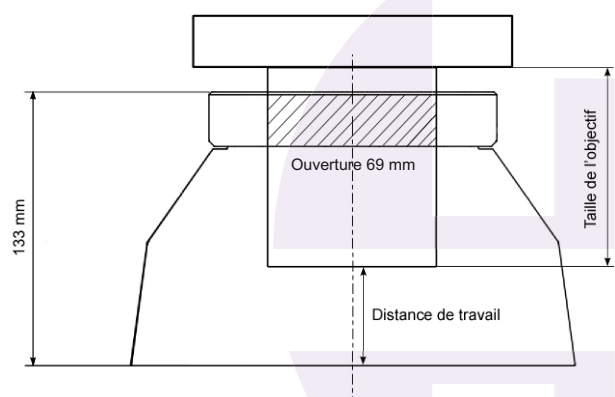 Ouverture 69 mm
133 mm
Taille de l'objectif
Distance de travail